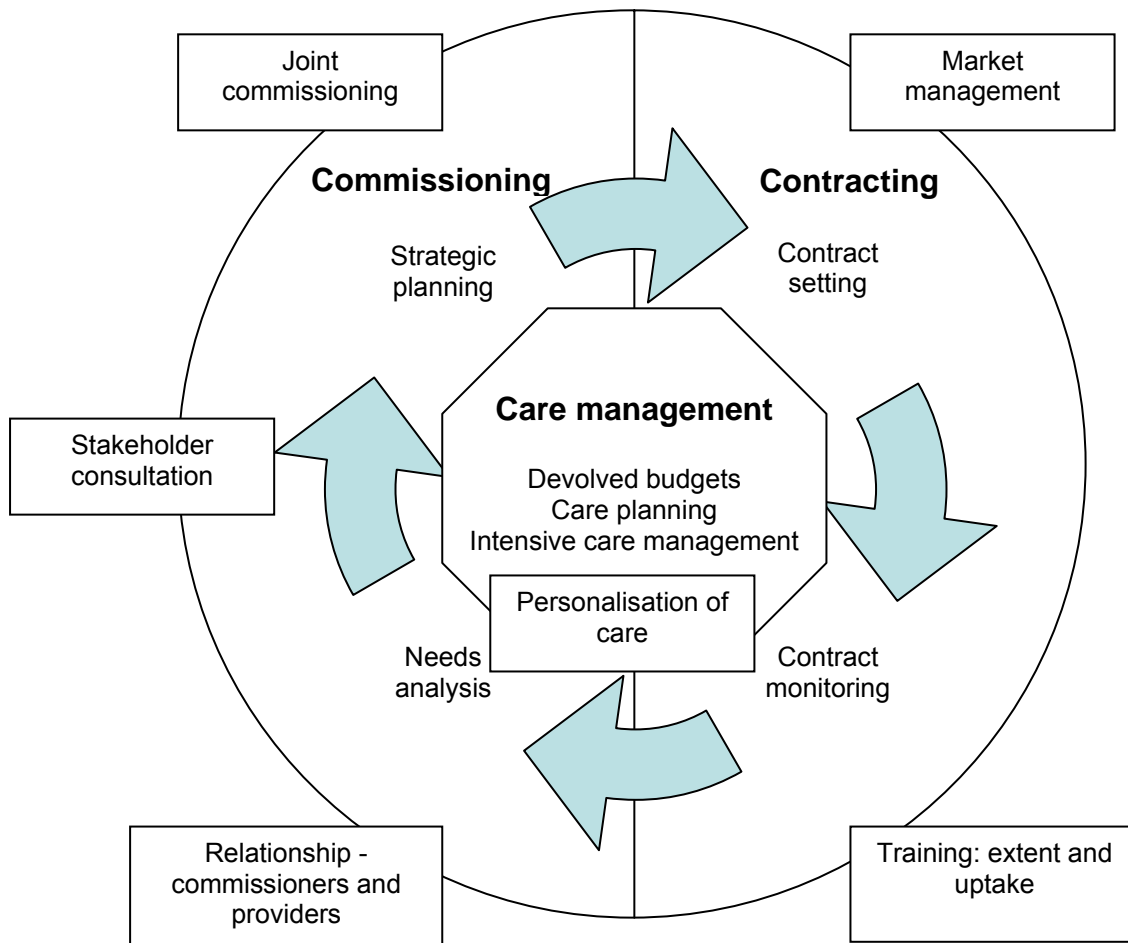 Joint
commissioning
Market
management
Commissioning
Contracting
Strategic
planning
Contract
setting
Care management
Devolved budgets
Care planning
Intensive care management
Stakeholder
consultation
Personalisation of
care
Needs
analysis
Contract
monitoring
Relationship -
commissioners and
providers
Training: extent and
uptake